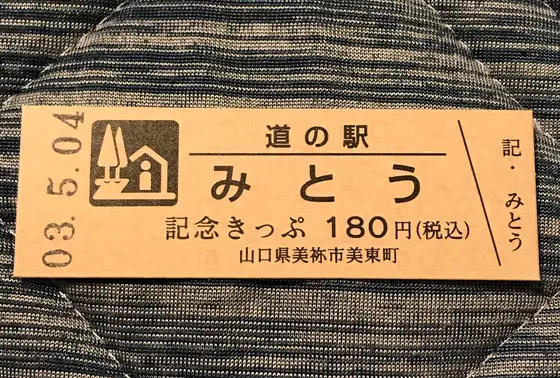 03.5.04
道の駅
みとう
記念きっぷ 180円(税込)
山口県美祢市美東町
記・みとう